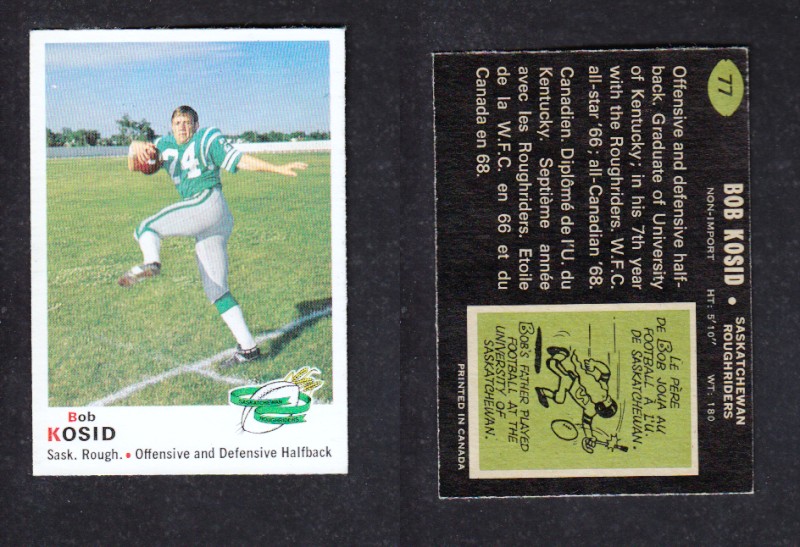 24
SASKATCHEWAN
ROUGHRIDERS
Bob
KOSID
Sask. Rough. • Offensive and Defensive Halfback
77
BOB KOSID • SASKATCHEWAN
ROUGHRIDERS
NON-IMPORT HT: 5'10" WT: 180
Offensive and defensive half-
back. Graduate of University
of Kentucky; in his 7th year
with the Roughriders. W.F.C.
all-star '66; all-Canadian '68.
Canadien. Diplômé de l'U. du
Kentucky. Septième année
avec les Roughriders. Etoile
de la W.F.C. en 66 et du
Canada en 68.
LE PÈRE
DE BOB JOUA AU
FOOTBALL À L'U.
DE SASKATCHEWAN.
BOB'S FATHER PLAYED
FOOTBALL AT THE
UNIVERSITY OF
SASKATCHEWAN.
PRINTED IN CANADA